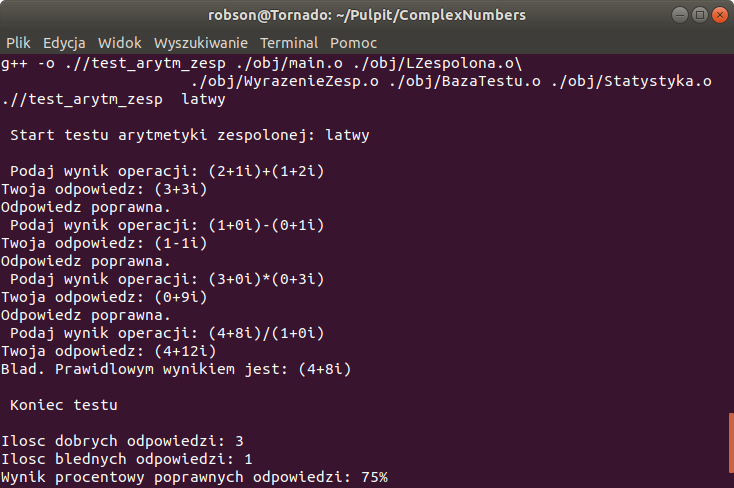 robson@Tornado: ~/Pulpit/ComplexNumbers
Plik Edycja Widok Wyszukiwanie Terminal Pomoc
g++ -o .//test_arytm_zesp ./obj/main.o ./obj/LZespolona.o\
./obj/WyrazenieZesp.o ./obj/BazaTestu.o ./obj/Statystyka.o
.//test_arytm_zesp  latwy
Start testu arytmetyki zespolonej: latwy
Podaj wynik operacji: (2+1i)+(1+2i)
Twoja odpowiedz: (3+3i)
Odpowiedz poprawna.
Podaj wynik operacji: (1+0i)-(0+1i)
Twoja odpowiedz: (1-1i)
Odpowiedz poprawna.
Podaj wynik operacji: (3+0i)*(0+3i)
Twoja odpowiedz: (0+9i)
Odpowiedz poprawna.
Podaj wynik operacji: (4+8i)/(1+0i)
Twoja odpowiedz: (4+12i)
Blad. Prawidlowym wynikiem jest: (4+8i)
Koniec testu
Ilosc dobrych odpowiedzi: 3
Ilosc blednych odpowiedzi: 1
Wynik procentowy poprawnych odpowiedzi: 75%